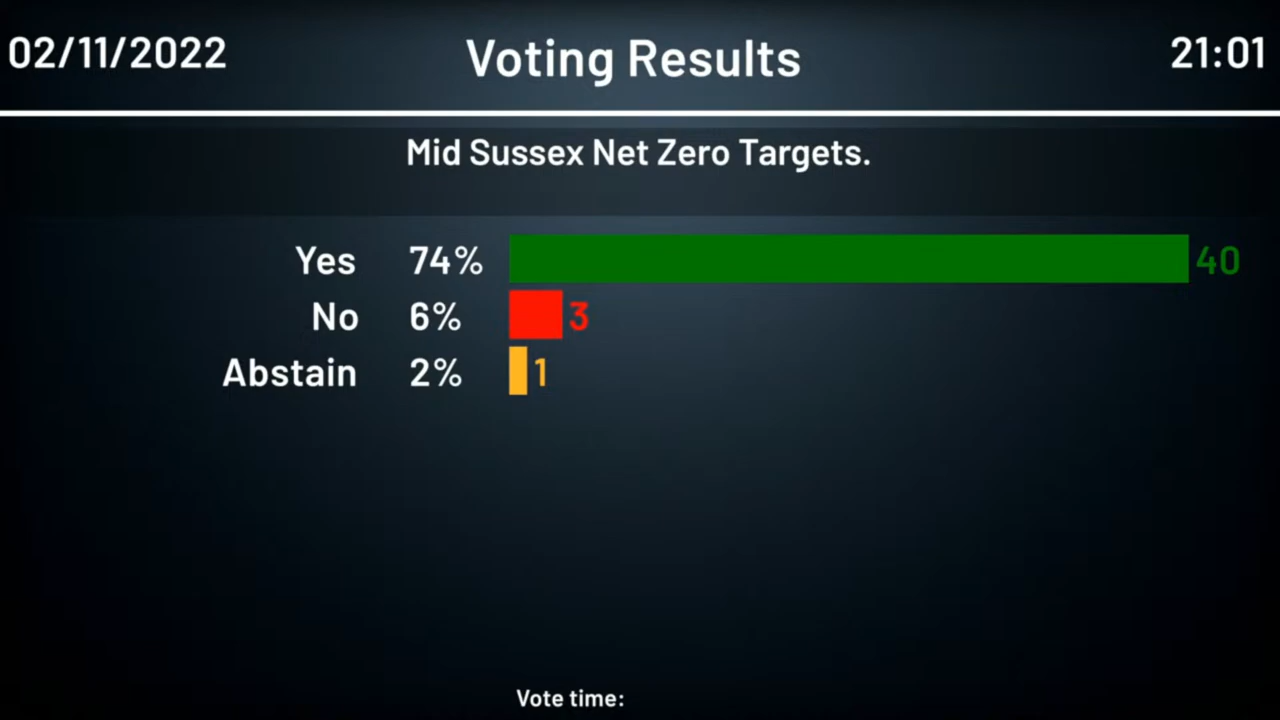 02/11/2022 Voting Results 21:01
Mid Sussex Net Zero Targets.
Yes 74% 40
No 6% 3
Abstain 2% 1
Vote time: